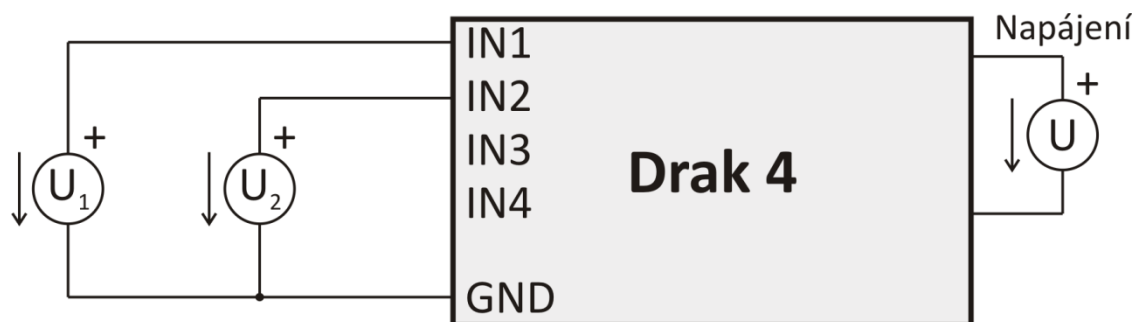 Napájení
IN1
IN2
IN3
IN4
GND
Drak 4
+
U₁
+
U₂
+
U